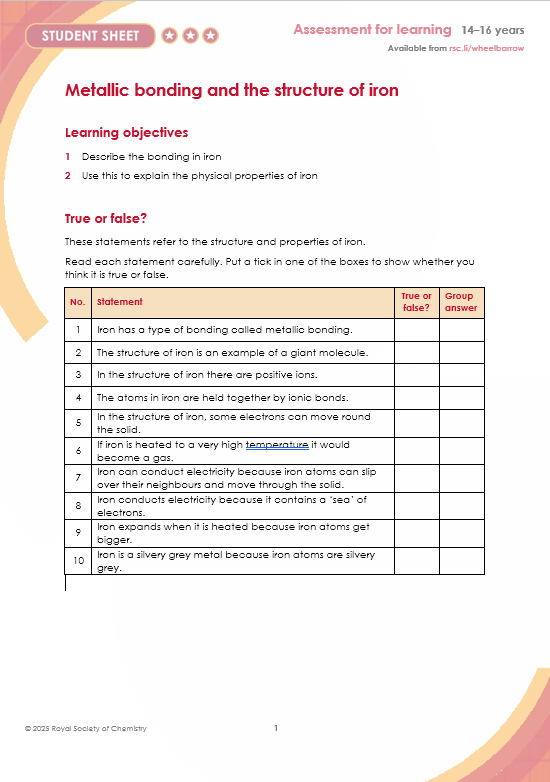 STUDENT SHEET
Assessment for learning 14–16 years
Available from rsc.li/wheelbarrow
Metallic bonding and the structure of iron
Learning objectives
1 Describe the bonding in iron
2 Use this to explain the physical properties of iron
True or false?
These statements refer to the structure and properties of iron.
Read each statement carefully. Put a tick in one of the boxes to show whether you
think it is true or false.
No. Statement True or false? Group answer
1 Iron has a type of bonding called metallic bonding.
2 The structure of iron is an example of a giant molecule.
3 In the structure of iron there are positive ions.
4 The atoms in iron are held together by ionic bonds.
5 In the structure of iron, some electrons can move round
the solid.
6 If iron is heated to a very high temperature it would
become a gas.
7 Iron can conduct electricity because iron atoms can slip
over their neighbours and move through the solid.
8 Iron conducts electricity because it contains a ‘sea’ of
electrons.
9 Iron expands when it is heated because iron atoms get
bigger.
10 Iron is a silvery grey metal because iron atoms are silvery
grey.
© 2025 Royal Society of Chemistry 1